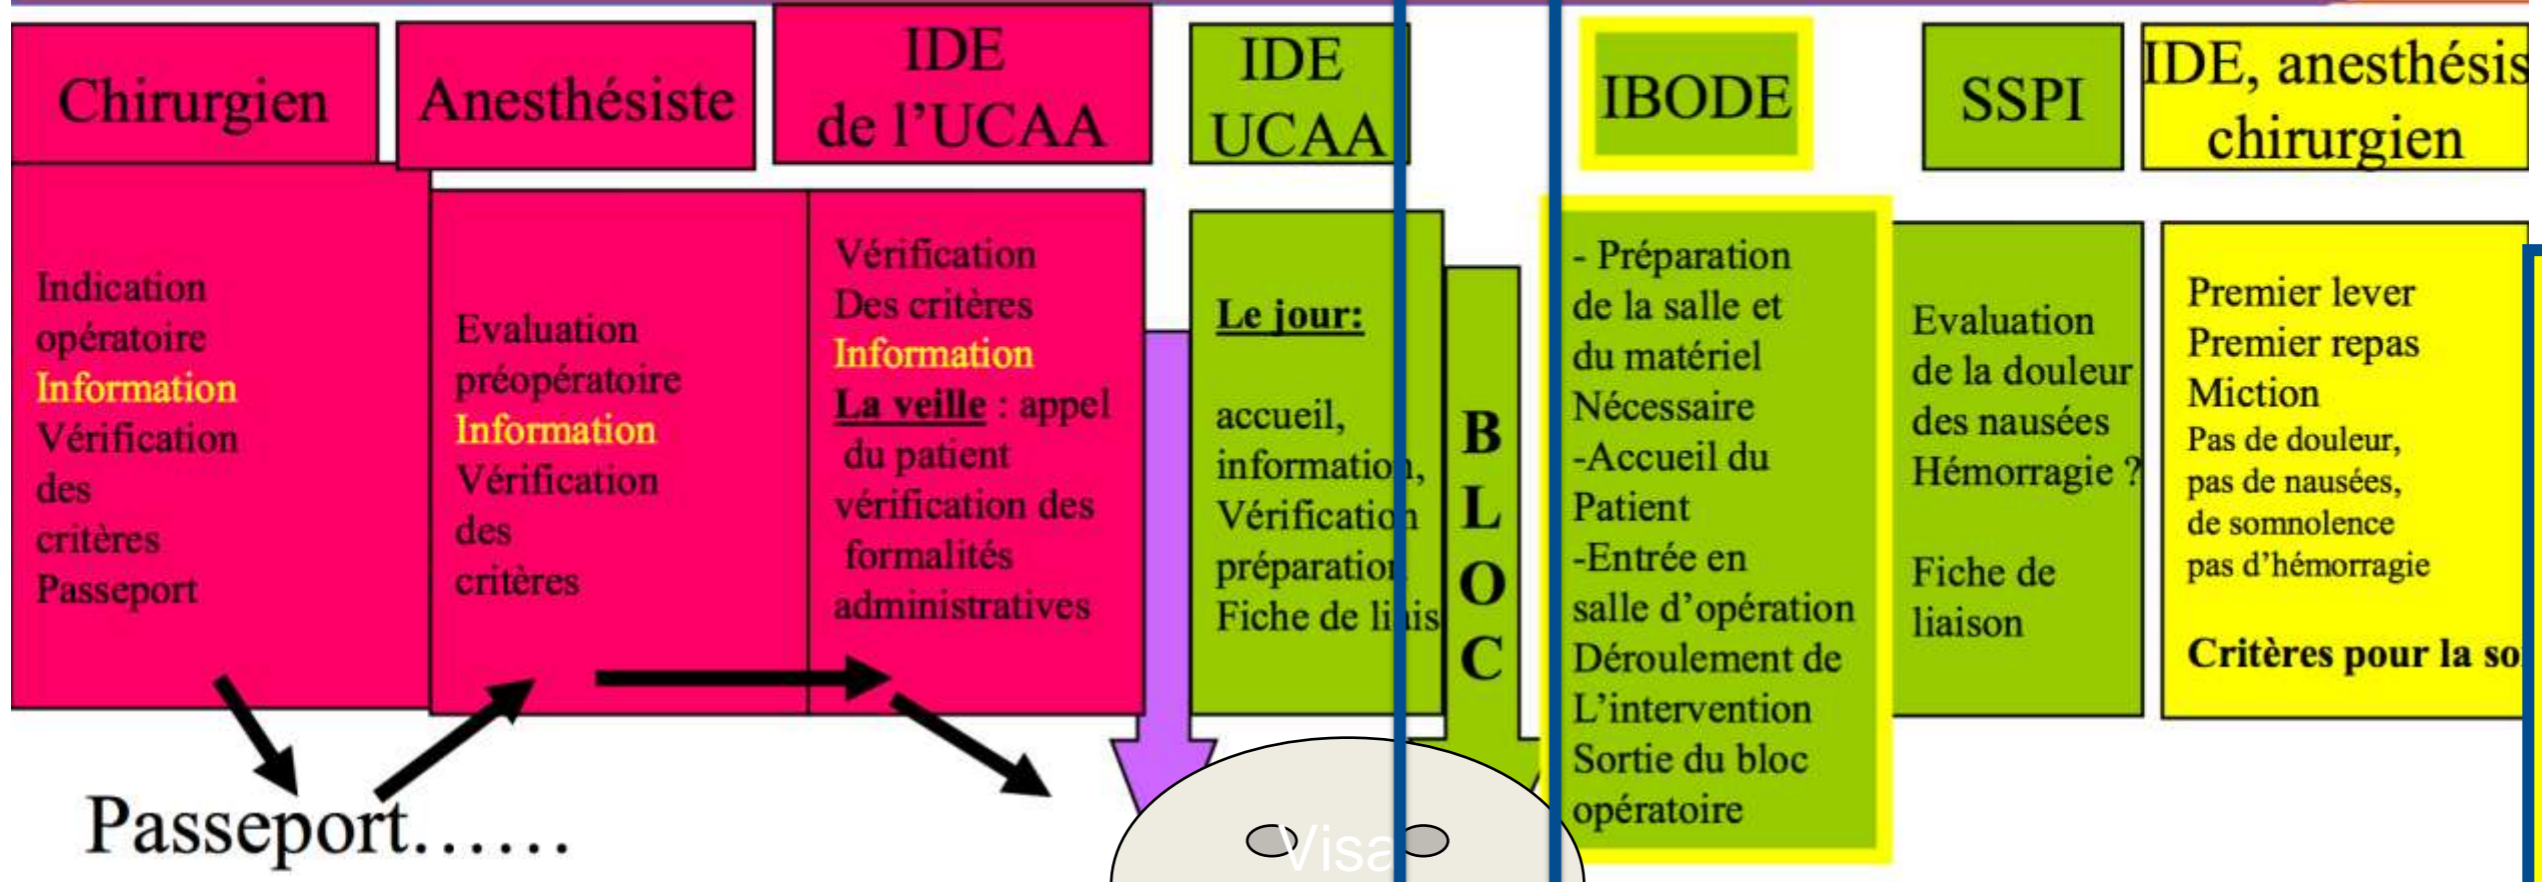 Chirurgien
Indication
opératoire
Information
Vérification
des
critères
Passeport
Anesthésiste
Evaluation
préopératoire
Information
Vérification
des
critères
IDE
de l’UCAA
Vérification
Des critères
Information
La veille : appel
du patient
vérification des
formalités
administratives
IDE
UCAA
Le jour:
accueil,
information,
Vérification
préparation
Fiche de liais
BLOC
IBODE
- Préparation
de la salle et
du matériel
Nécessaire
-Accueil du
Patient
-Entrée en
salle d’opération
Déroulement de
L’intervention
Sortie du bloc
opératoire
SSPI
Evaluation
de la douleur
des nausées
Hémorragie ?
Fiche de
liaison
IDE, anesthésis
chirurgien
Premier lever
Premier repas
Miction
Pas de douleur,
pas de nausées,
de somnolence
pas d’hémorragie
Critères pour la so
Passeport......
Visa